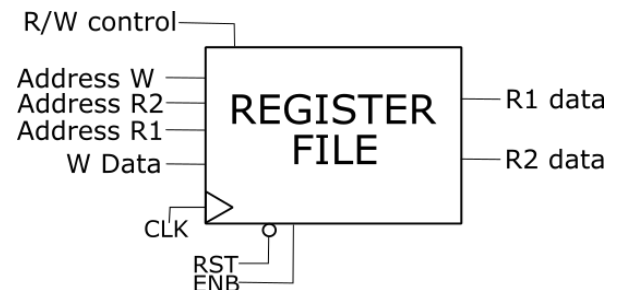 R/W control
Address W
Address R2
Address R1
W Data
REGISTER
FILE
R1 data
R2 data
CLK
RST
ENB